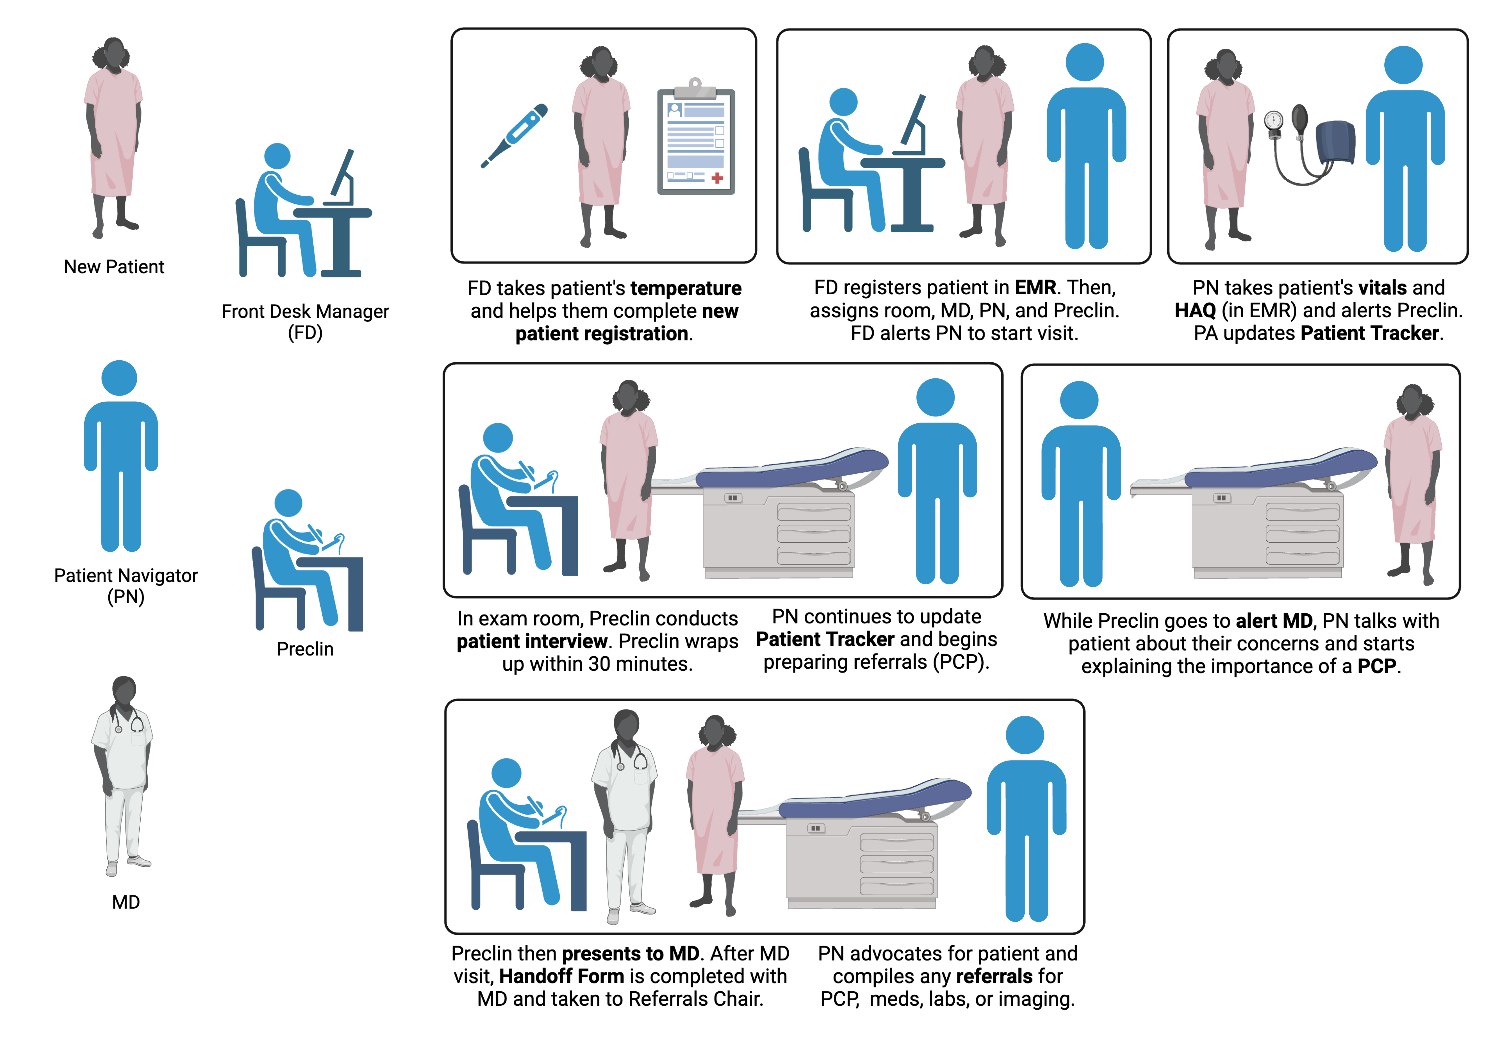 New Patient
Front Desk Manager
(FD)
FD takes patient's temperature
and helps them complete new
patient registration.
FD registers patient in EMR. Then,
assigns room, MD, PN, and Preclin.
FD alerts PN to start visit.
PN takes patient's vitals and
HAQ (in EMR) and alerts Preclin.
PA updates Patient Tracker.
Patient Navigator
(PN)
Preclin
In exam room, Preclin conducts
patient interview. Preclin wraps
up within 30 minutes.
PN continues to update
Patient Tracker and begins
preparing referrals (PCP).
While Preclin goes to alert MD, PN talks with
patient about their concerns and starts
explaining the importance of a PCP.
MD
Preclin then presents to MD. After MD
visit, Handoff Form is completed with
MD and taken to Referrals Chair.
PN advocates for patient and
compiles any referrals for
PCP,  meds, labs, or imaging.